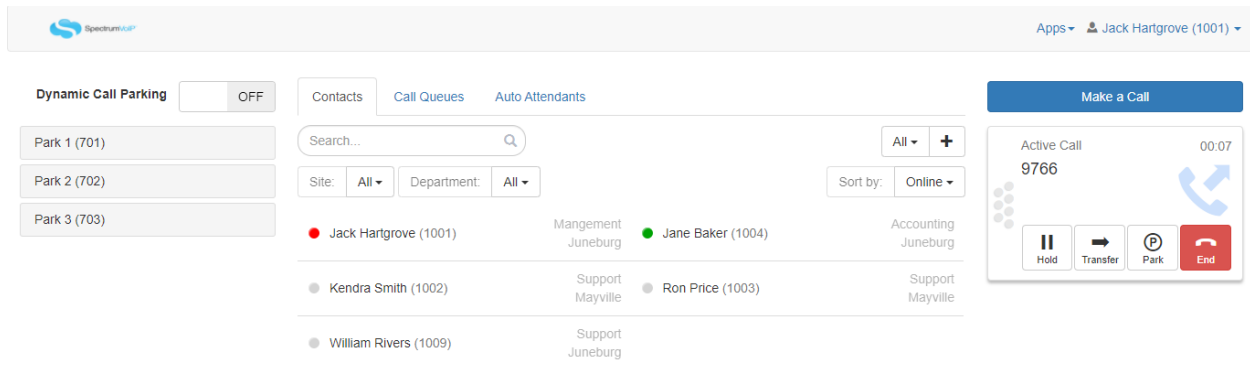 SpectrumVoIP
Apps Jack Hartgrove (1001)
Dynamic Call Parking OFF
Park 1 (701)
Park 2 (702)
Park 3 (703)
Contacts Call Queues Auto Attendants
Search... All
Site: All Department: All Sort by: Online
Jack Hartgrove (1001) Mangement
Juneburg
Jane Baker (1004) Accounting
Juneburg
Kendra Smith (1002) Support
Mayville
Ron Price (1003) Support
Mayville
William Rivers (1009) Support
Juneburg
Make a Call
Active Call 00:07
9766
P
Hold Transfer Park End